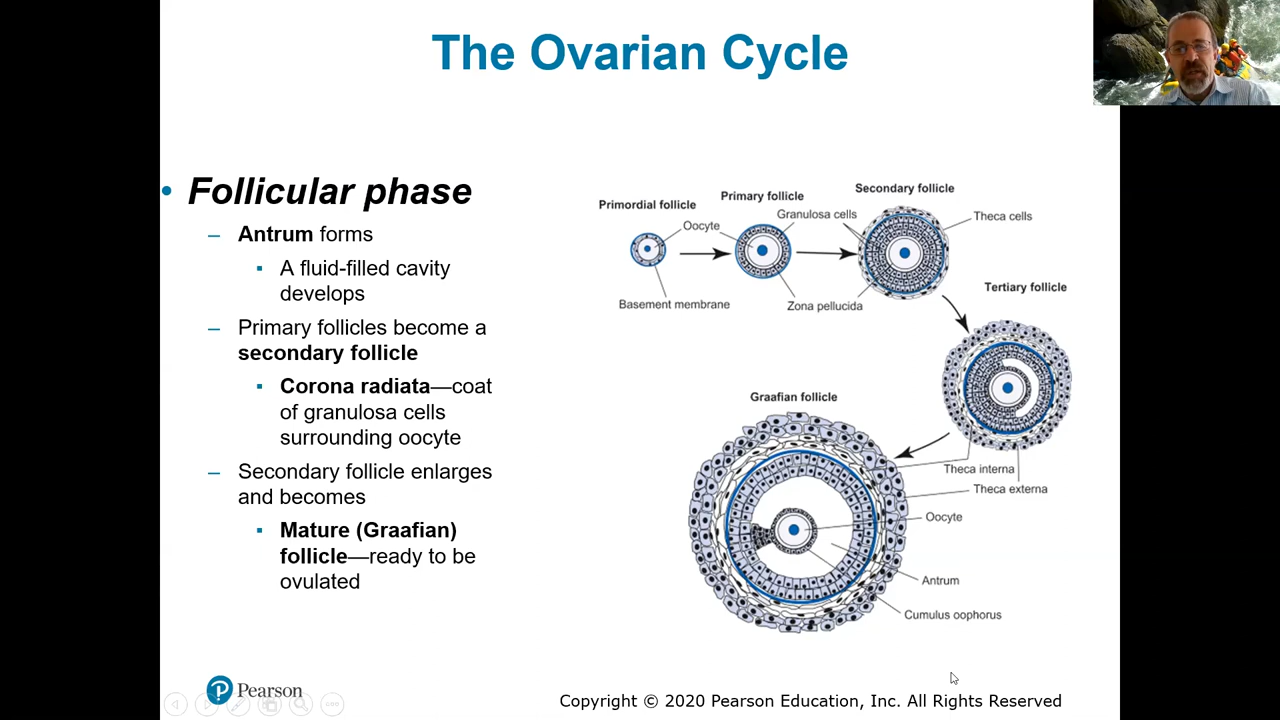 The Ovarian Cycle
• Follicular phase
– Antrum forms
▪ A fluid-filled cavity
develops
– Primary follicles become a
secondary follicle
▪ Corona radiata—coat
of granulosa cells
surrounding oocyte
– Secondary follicle enlarges
and becomes
▪ Mature (Graafian)
follicle—ready to be
ovulated
Primordial follicle
Primary follicle
Secondary follicle
Oocyte
Granulosa cells
Theca cells
Basement membrane
Zona pellucida
Tertiary follicle
Graafian follicle
Theca interna
Theca externa
Oocyte
Antrum
Cumulus oophorus
Pearson
Copyright © 2020 Pearson Education, Inc. All Rights Reserved